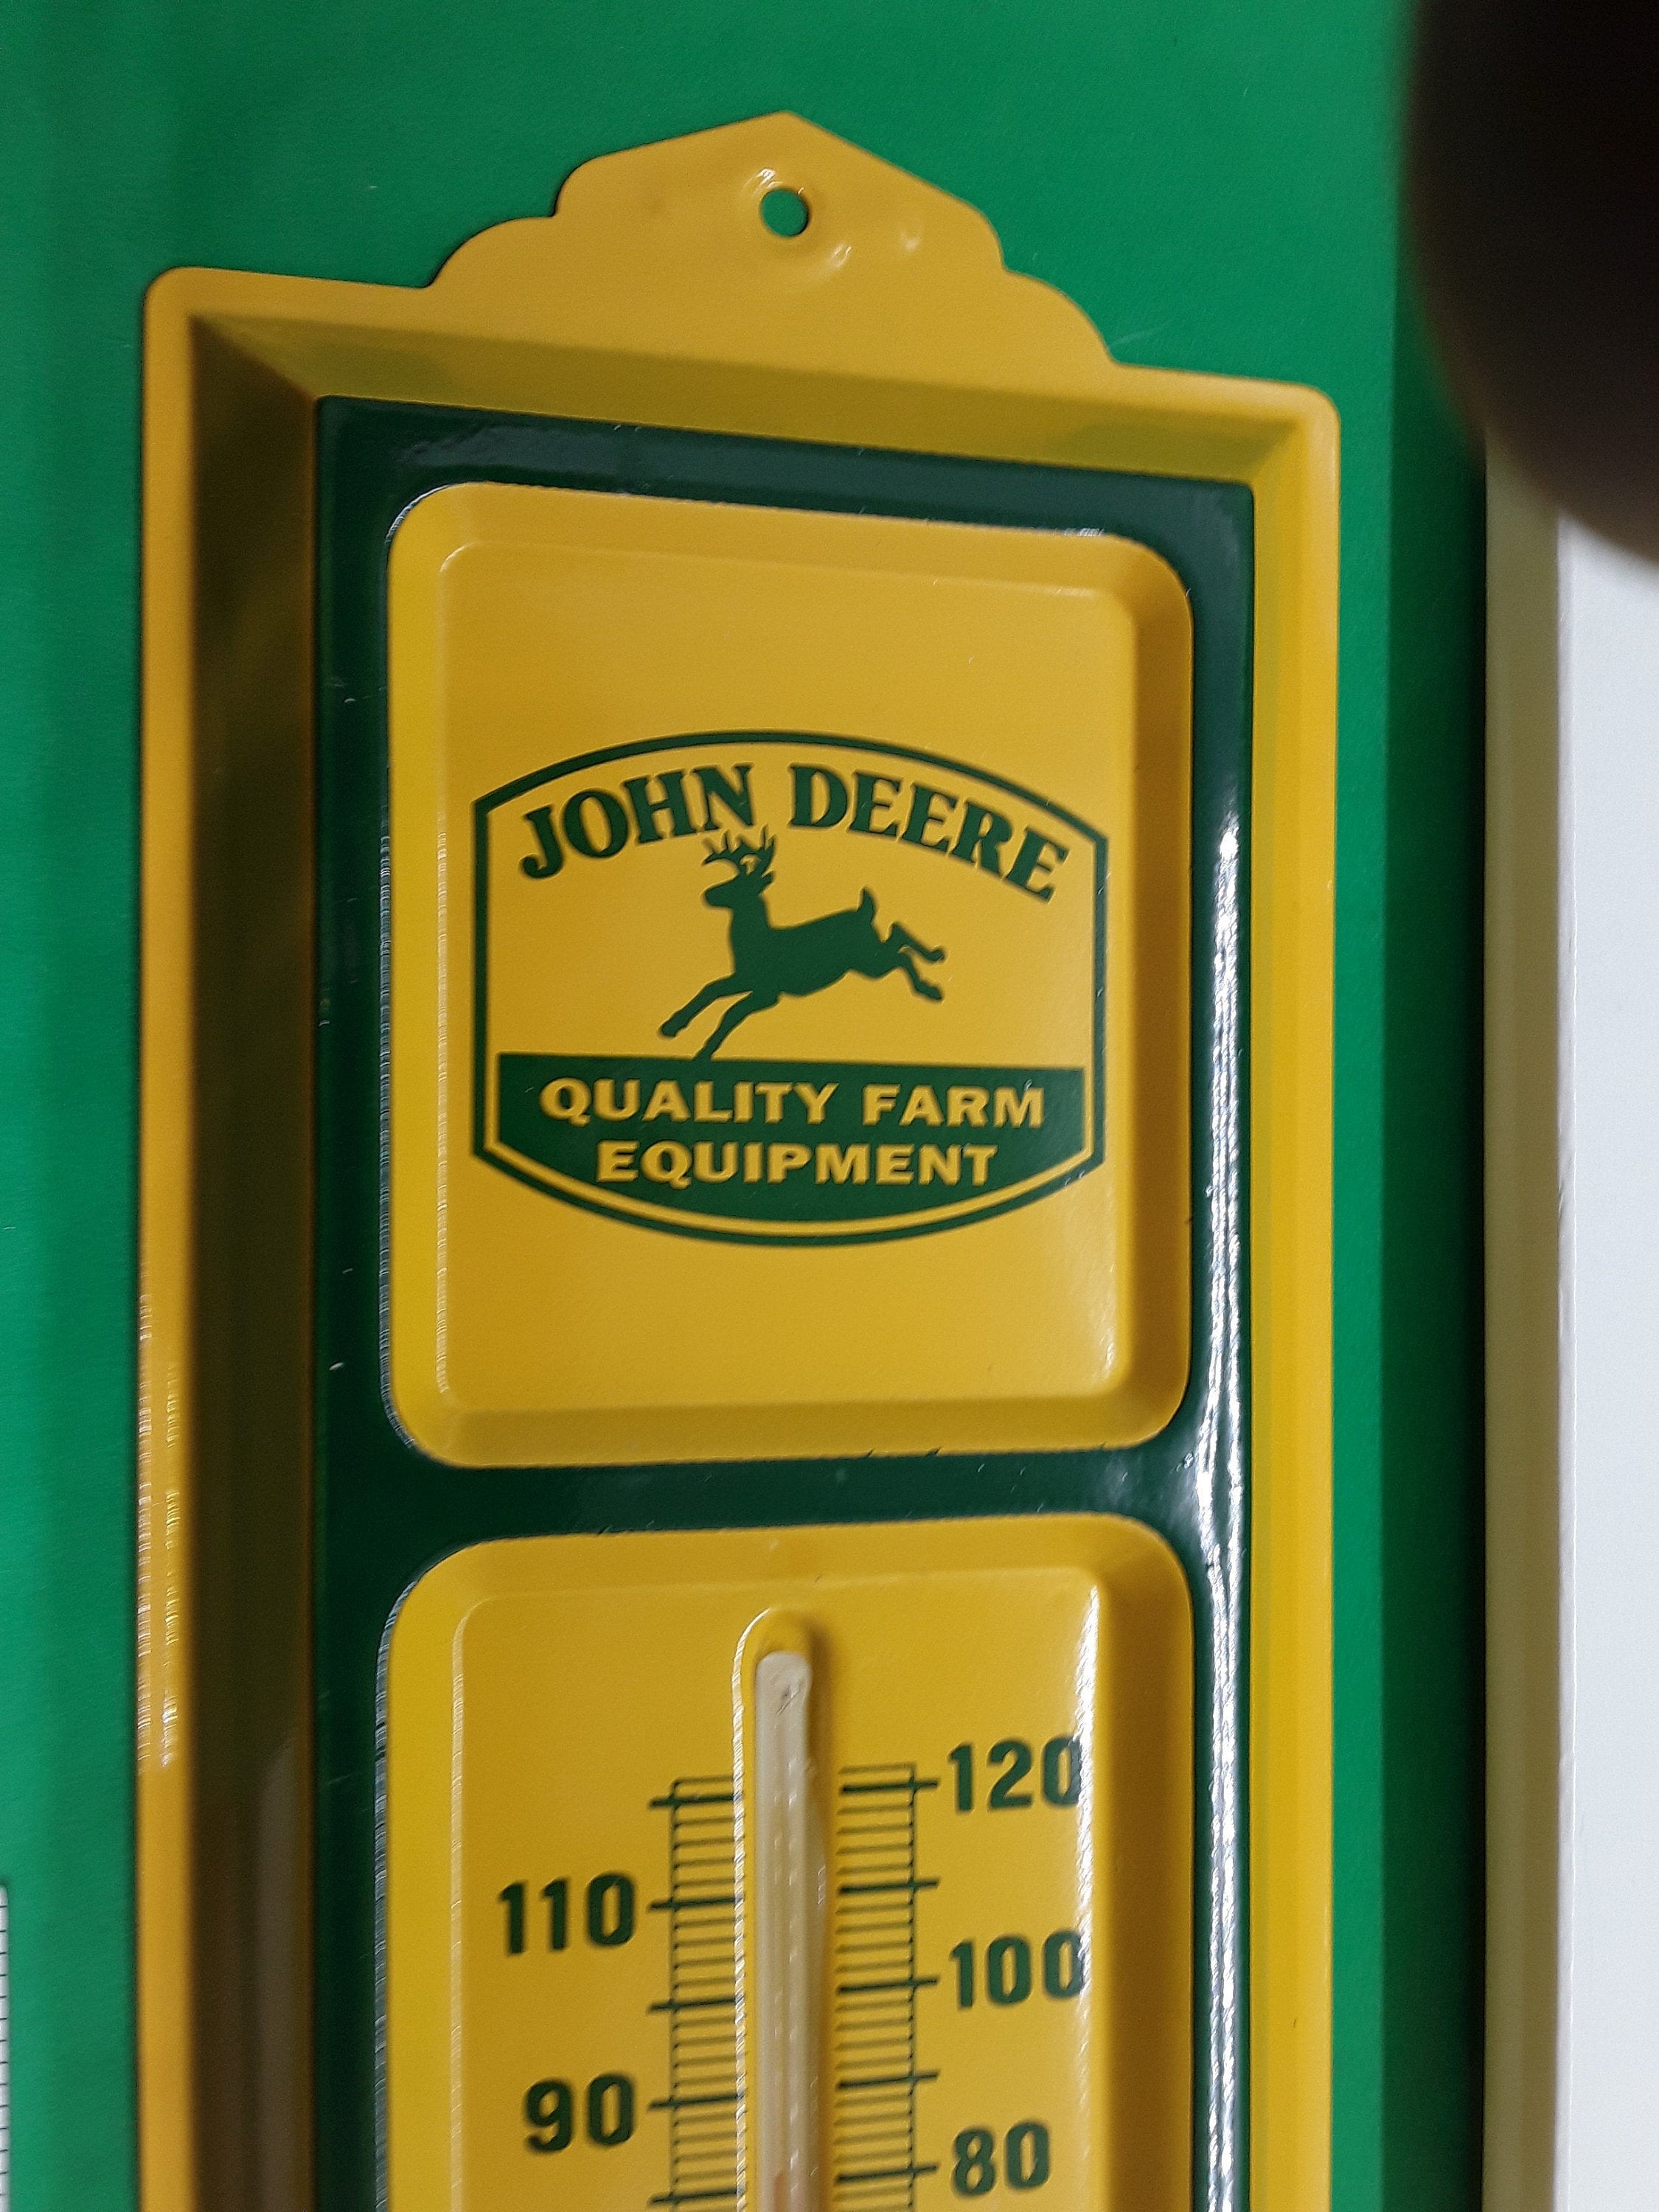 JOHN DEERE
QUALITY FARM
EQUIPMENT
120
110
100
90
80